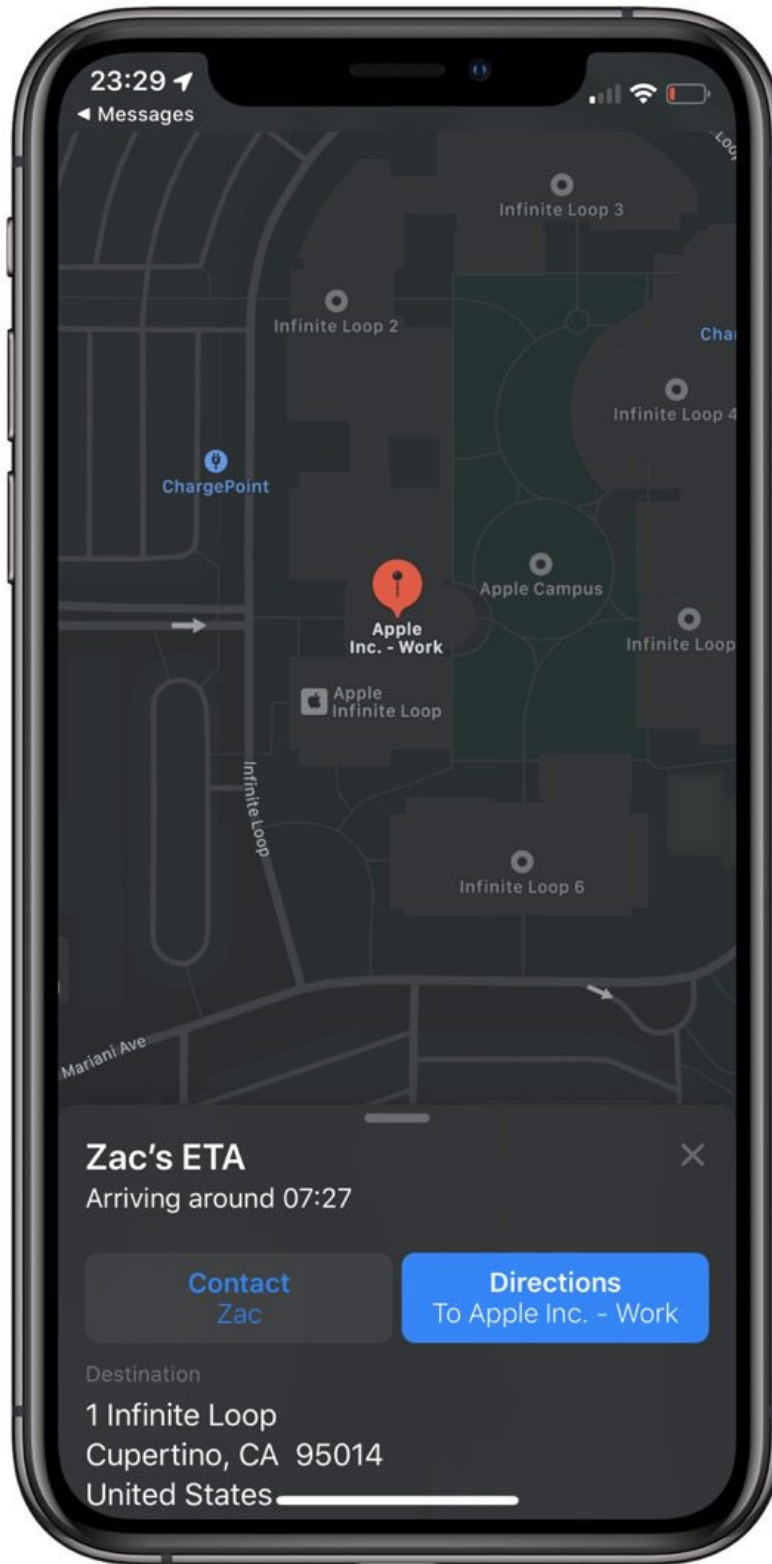 23:29
◀ Messages
Loop
Infinite Loop 3
Infinite Loop 2
Char
Infinite Loop 4
ChargePoint
Apple Campus
Apple
Inc. - Work
Infinite Loop
Apple
Infinite Loop
Infinite Loop
Infinite Loop 6
Mariani Ave
Zac’s ETA
Arriving around 07:27
Contact
Zac
Directions
To Apple Inc. - Work
Destination
1 Infinite Loop
Cupertino, CA 95014
United States